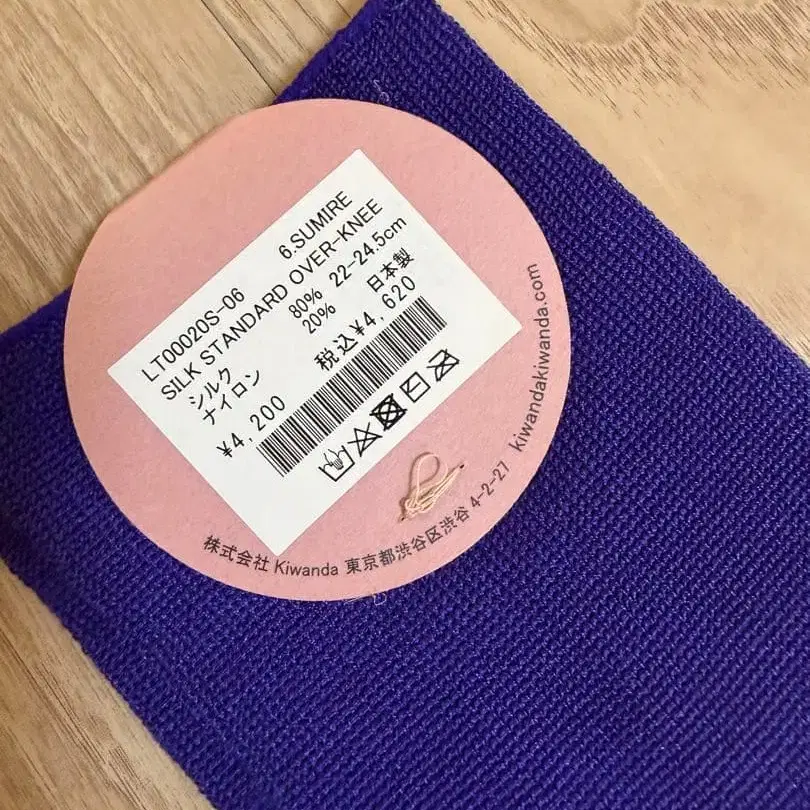 LT00020S-06 6.SUMIRE
SILK STANDARD OVER-KNEE
シルク 80% 22-24.5cm
ナイロン 20% 日本製
¥4,200 税込¥4,620
株式会社 Kiwanda 東京都渋谷区渋谷 4-2-27 kiwandakiwanda.com